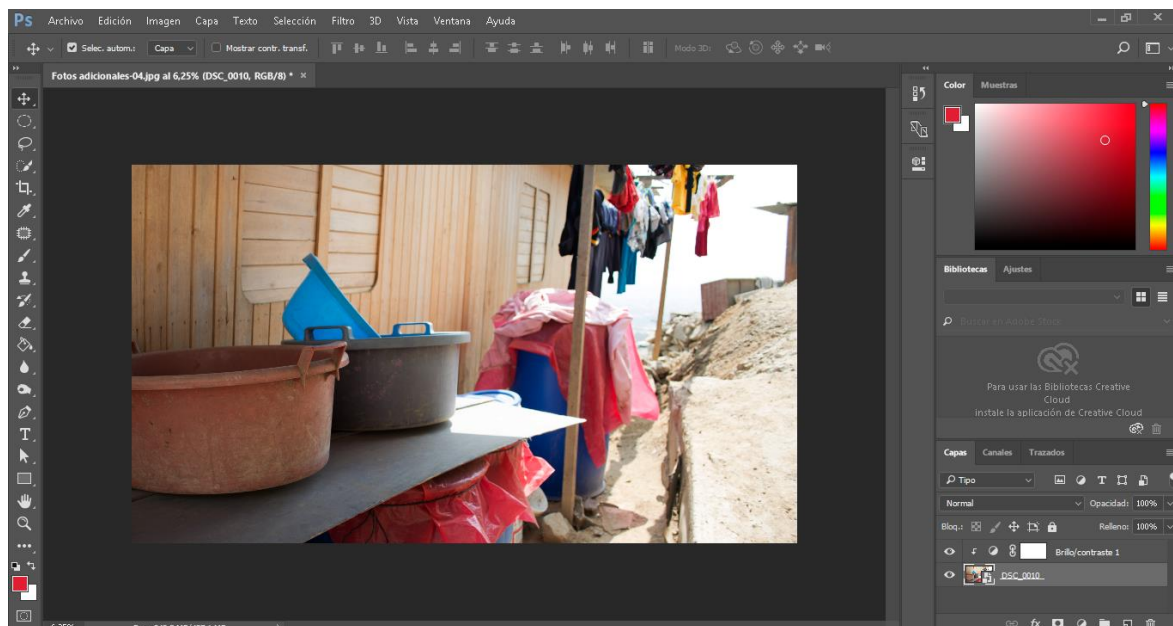 Ps Archivo Edición Imagen Capa Texto Selección Filtro 3D Vista Ventana Ayuda
Selec. autom.: Capa Mostrar contr. transf. Modo 3D:
Fotos adicionales-04.jpg al 6,25% (DSC_0010, RGB/8) * ×
Color Muestras
Bibliotecas Ajustes
Buscar en Adobe Stock
Para usar las Bibliotecas Creative
Cloud
instale la aplicación de Creative Cloud
Capas Canales Trazados
Tipo
Normal Opacidad: 100%
Bloq.: Relleno: 100%
Brillo/contraste 1
DSC_0010